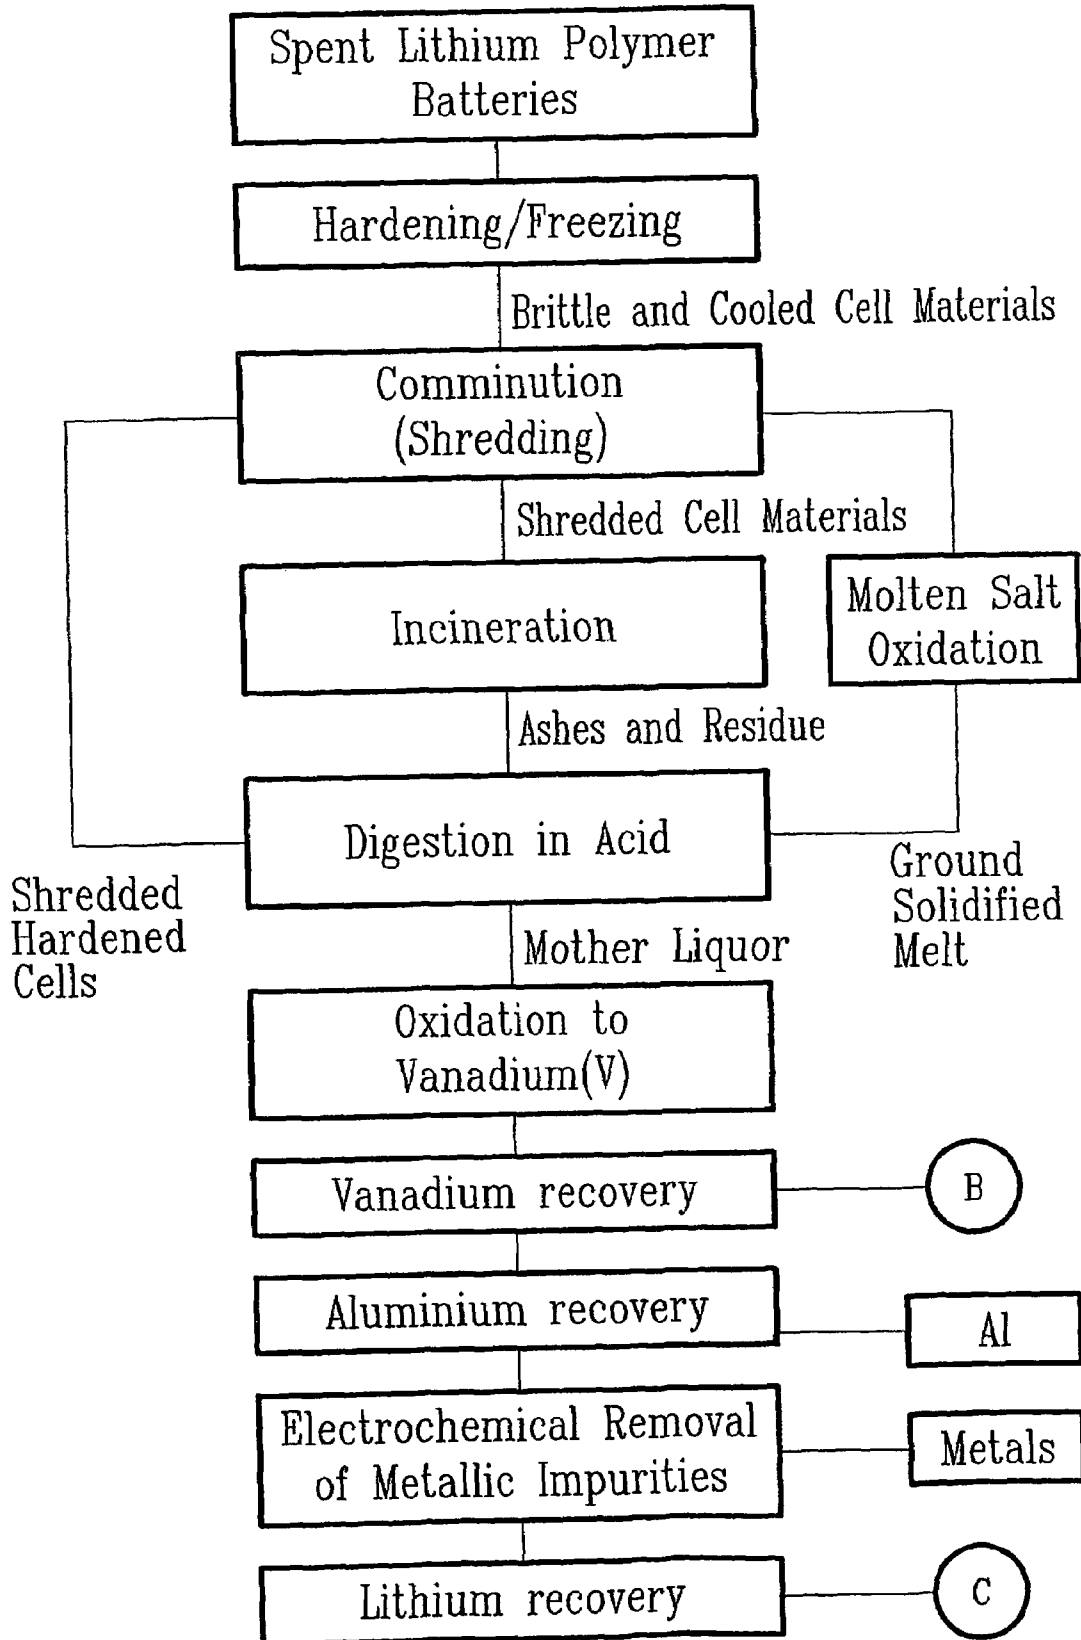 Spent Lithium Polymer
Batteries
Hardening/Freezing
Brittle and Cooled Cell Materials
Comminution
(Shredding)
Shredded Cell Materials
Incineration
Molten Salt
Oxidation
Ashes and Residue
Digestion in Acid
Shredded
Hardened
Cells
Ground
Solidified
Melt
Mother Liquor
Oxidation to
Vanadium(V)
Vanadium recovery
B
Aluminium recovery
Al
Electrochemical Removal
of Metallic Impurities
Metals
Lithium recovery
C